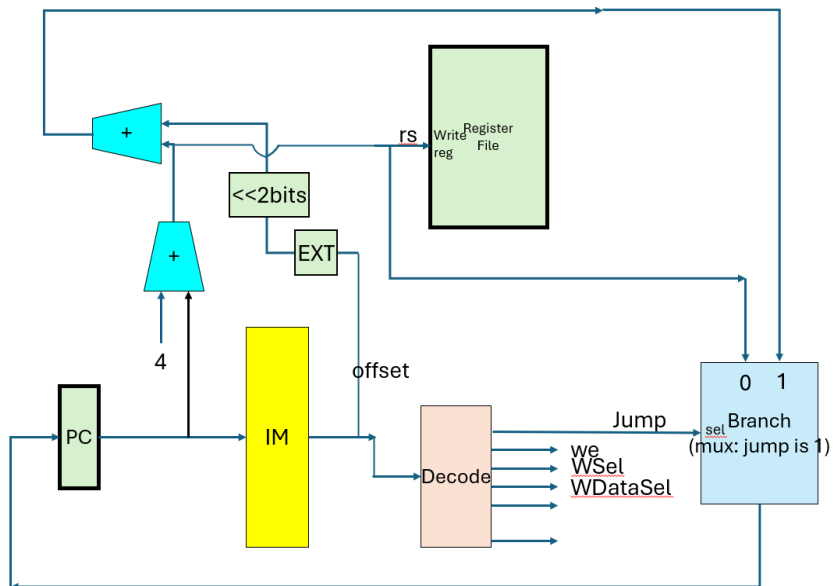 +
rs
Write
reg
Register
File
<<2bits
EXT
+
4
offset
PC
IM
Decode
Jump
we
WSel
WDataSel
0 1
sel
Branch
(mux: jump is 1)